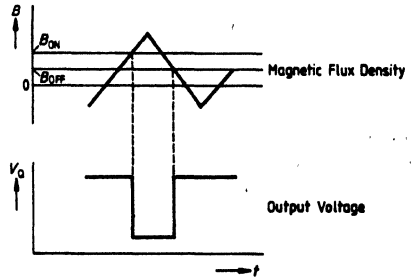 B
B_ON
B_OFF
0
Magnetic Flux Density
V_Q
Output Voltage
t